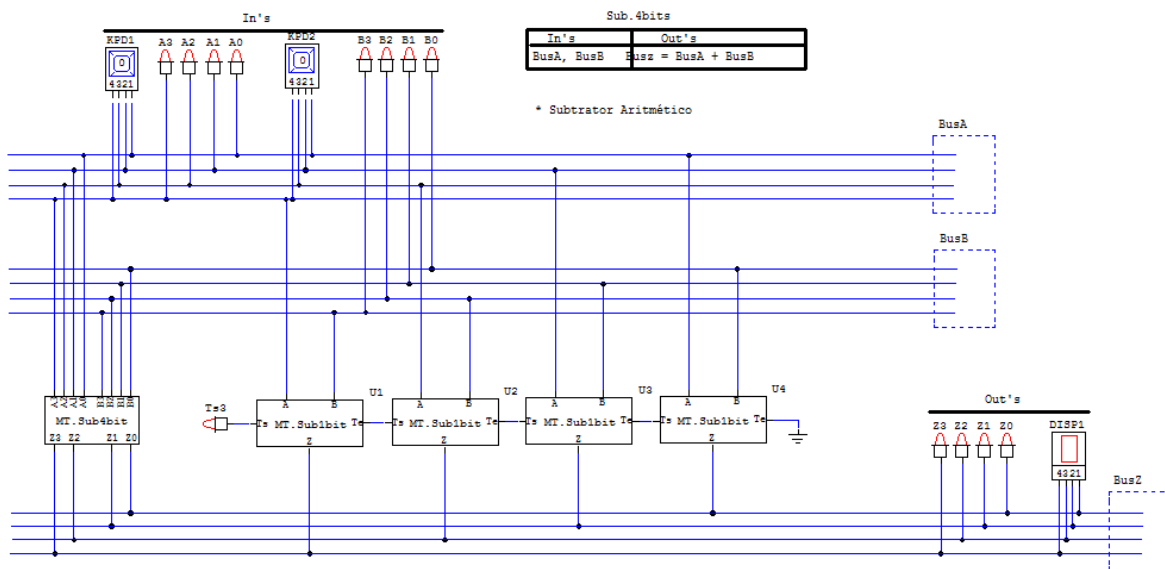 In's
KPD1 A3 A2 A1 A0 KPD2 B3 B2 B1 B0
0 0
4321 4321
Sub.4bits
In's Out's
BusA, BusB Busz = BusA + BusB
* Subtrator Aritmético
BusA
BusB
A3 A2 A1 A0 B3 B2 B1 B0
MT.Sub4bit
Z3 Z2 Z1 Z0
Ts3
A B U1
Ts MT.Sub1bit Te
Z
A B U2
Ts MT.Sub1bit Te
Z
A B U3
Ts MT.Sub1bit Te
Z
A B U4
Ts MT.Sub1bit Te
Z
Out's
Z3 Z2 Z1 Z0 DISP1
4321
BusZ